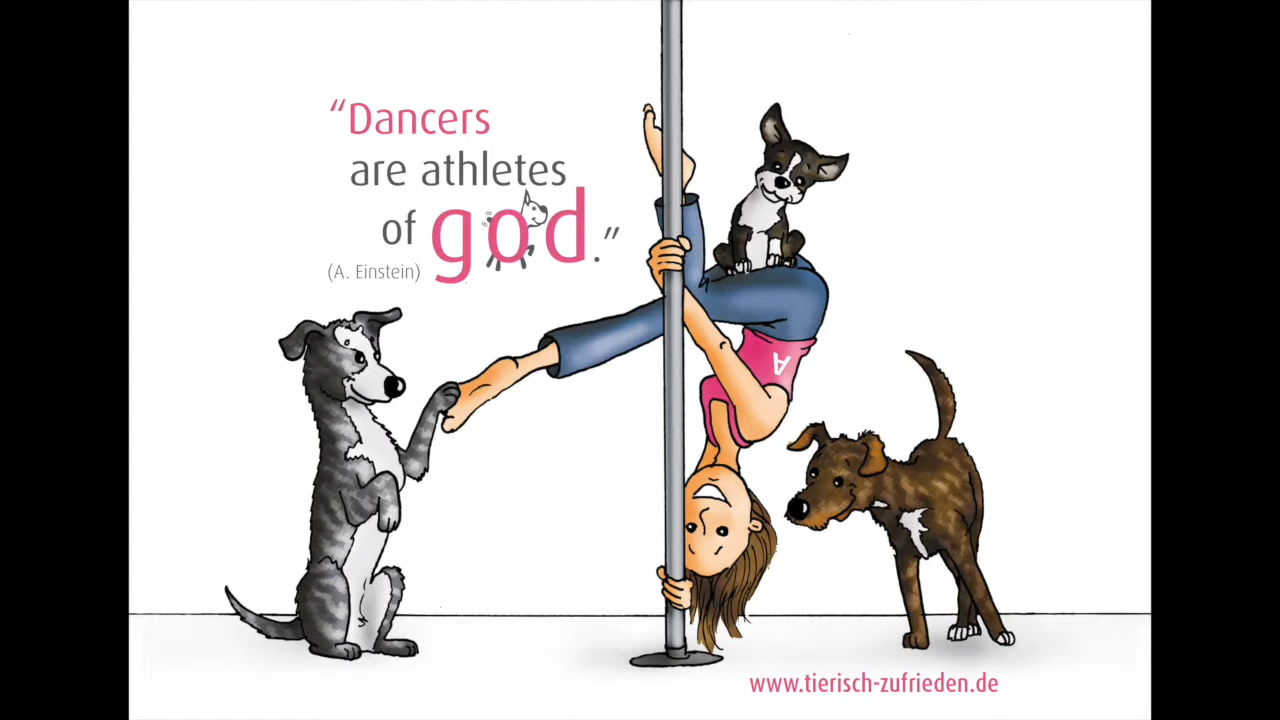 “Dancers
are athletes
of god.”
(A. Einstein)
A
www.tierisch-zufrieden.de